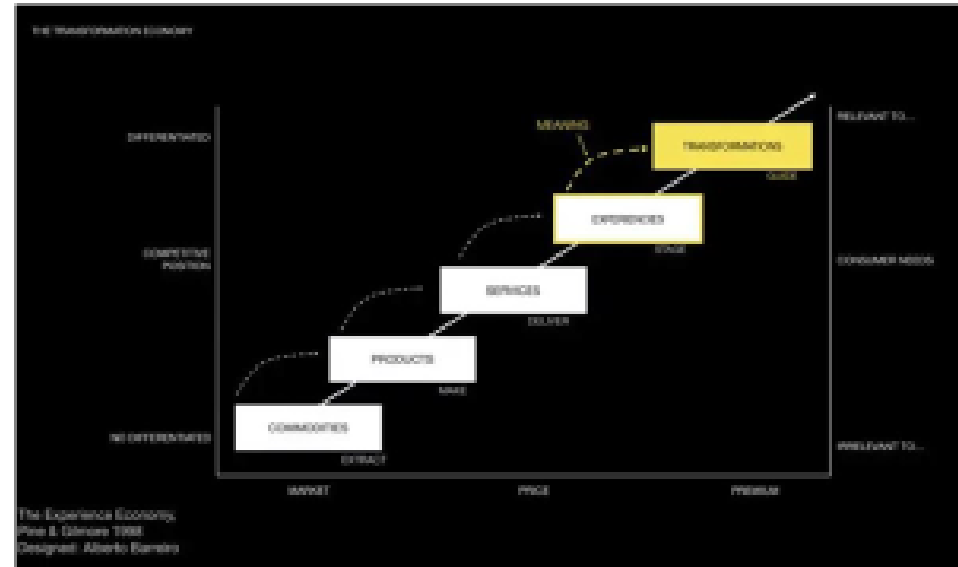 THE TRANSFORMATION ECONOMY
RELEVANT TO...
MEANING
DIFFERENTIATED
TRANSFORMATIONS
GUIDE
EXPERIENCIES
STAGE
COMPETITIVE
POSITION
CONSUMER NEEDS
SERVICES
DELIVER
PRODUCTS
MAKE
COMMODITIES
NO DIFFERENTIATED
IRRELEVANT TO...
EXTRACT
MARKET
PRICE
PREMIUM
The Experience Economy,
Pine & Gilmore 1998
Designed: Alberto Barreiro